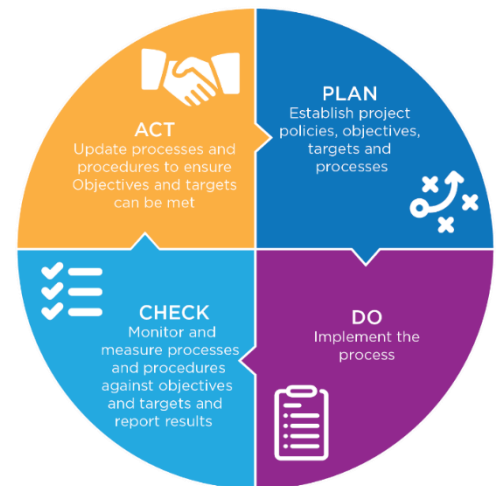 PLAN
Establish project
policies, objectives,
targets and
processes
DO
Implement the
process
CHECK
Monitor and
measure processes
and procedures
against objectives
and targets and
report results
ACT
Update processes and
procedures to ensure
Objectives and targets
can be met